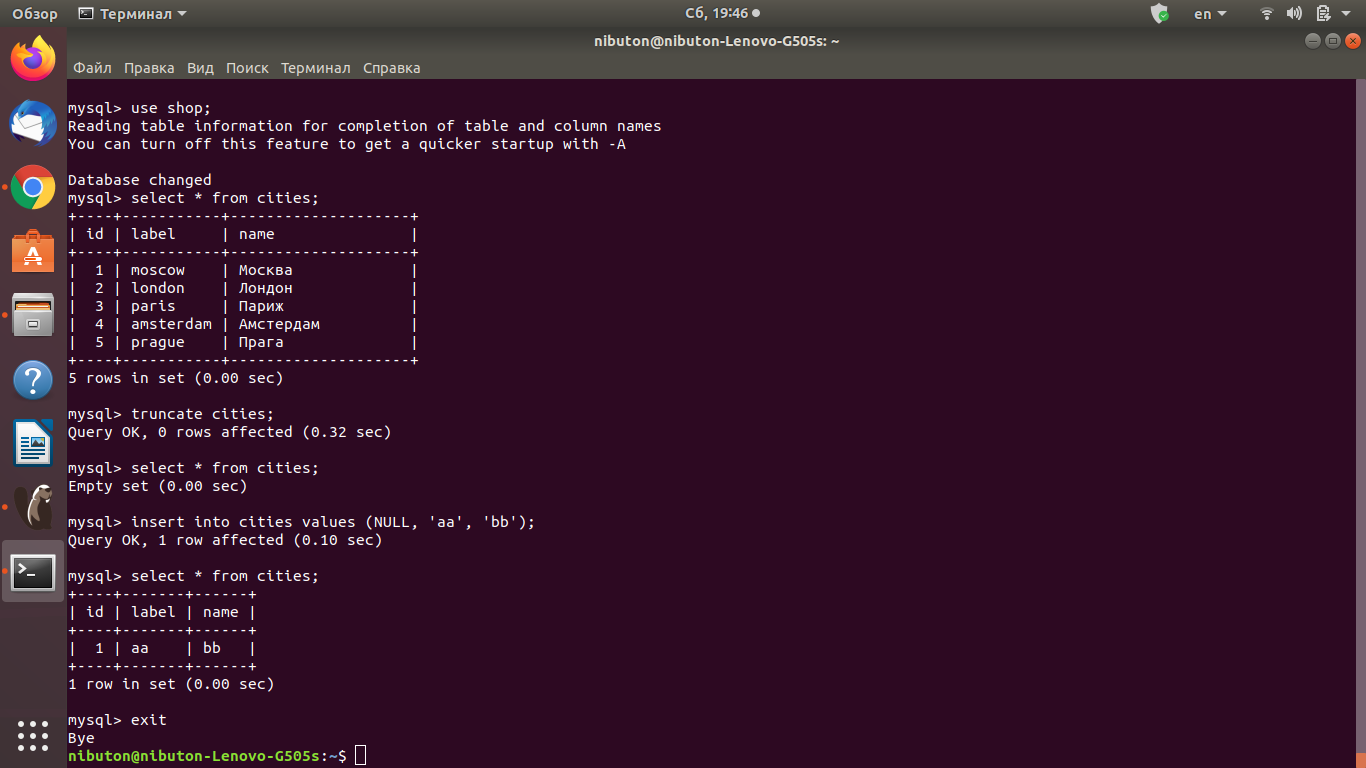 Обзор Терминал Сб, 19:46 en
nibuton@nibuton-Lenovo-G505s: ~
Файл Правка Вид Поиск Терминал Справка
mysql> use shop;
Reading table information for completion of table and column names
You can turn off this feature to get a quicker startup with -A
Database changed
mysql> select * from cities;
+----+-----------+--------------------+
| id | label     | name               |
+----+-----------+--------------------+
|  1 | moscow    | Москва             |
|  2 | london    | Лондон             |
|  3 | paris     | Париж              |
|  4 | amsterdam | Амстердам          |
|  5 | prague    | Прага              |
+----+-----------+--------------------+
5 rows in set (0.00 sec)
mysql> truncate cities;
Query OK, 0 rows affected (0.32 sec)
mysql> select * from cities;
Empty set (0.00 sec)
mysql> insert into cities values (NULL, 'aa', 'bb');
Query OK, 1 row affected (0.10 sec)
mysql> select * from cities;
+----+-------+------+
| id | label | name |
+----+-------+------+
|  1 | aa    | bb   |
+----+-------+------+
1 row in set (0.00 sec)
mysql> exit
Bye
nibuton@nibuton-Lenovo-G505s:~$